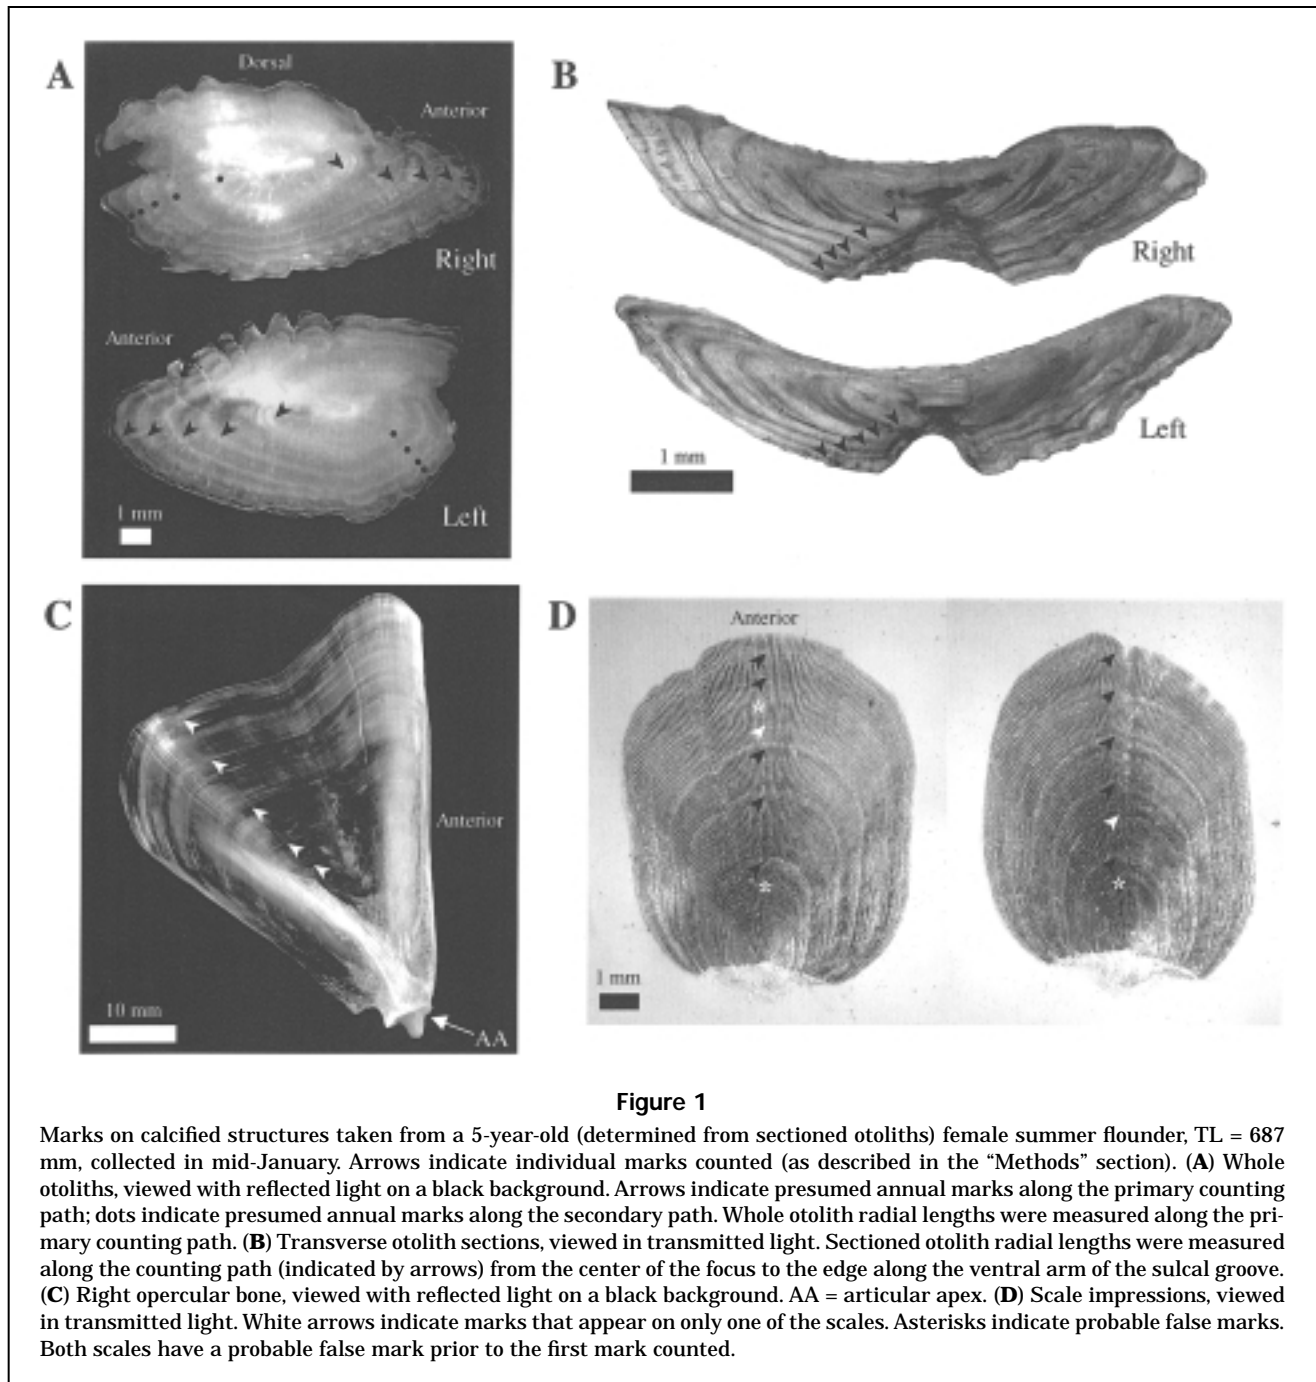 A
Dorsal
Anterior
Right
Anterior
1 mm
Left
B
Right
Left
1 mm
C
Anterior
10 mm
AA
D
Anterior
1 mm
Figure 1
Marks on calcified structures taken from a 5-year-old (determined from sectioned otoliths) female summer flounder, TL = 687
mm, collected in mid-January. Arrows indicate individual marks counted (as described in the “Methods” section). (A) Whole
otoliths, viewed with reflected light on a black background. Arrows indicate presumed annual marks along the primary counting
path; dots indicate presumed annual marks along the secondary path. Whole otolith radial lengths were measured along the pri-
mary counting path. (B) Transverse otolith sections, viewed in transmitted light. Sectioned otolith radial lengths were measured
along the counting path (indicated by arrows) from the center of the focus to the edge along the ventral arm of the sulcal groove.
(C) Right opercular bone, viewed with reflected light on a black background. AA = articular apex. (D) Scale impressions, viewed
in transmitted light. White arrows indicate marks that appear on only one of the scales. Asterisks indicate probable false marks.
Both scales have a probable false mark prior to the first mark counted.